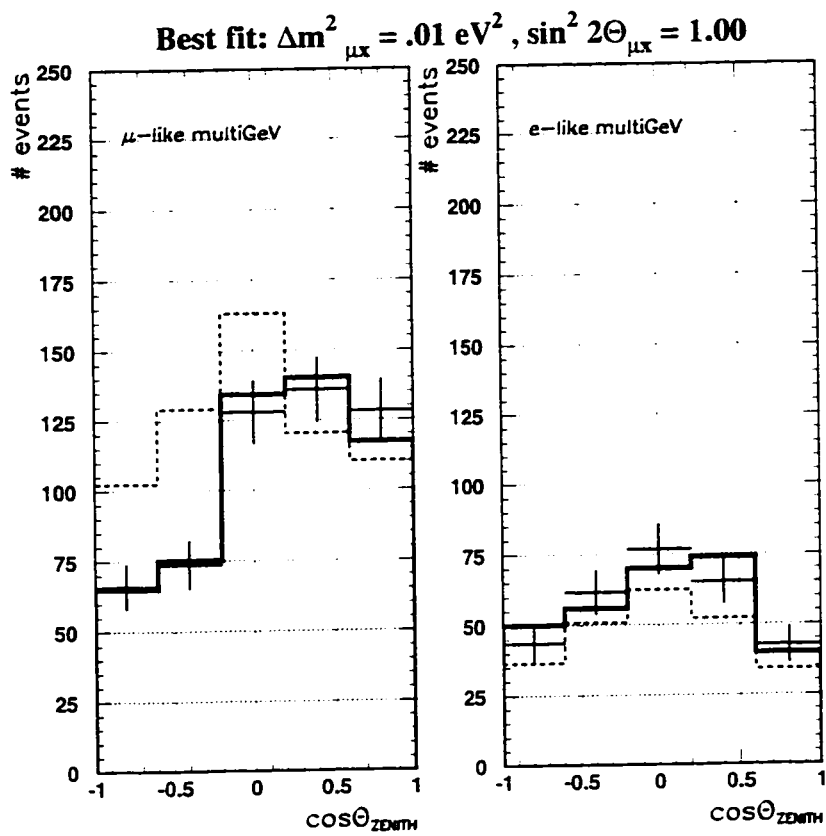 Best fit: Δm² μx = .01 eV² , sin² 2Θμx = 1.00
# events
μ-like multiGeV
250
225
200
175
150
125
100
75
50
25
0
-1 -0.5 0 0.5 1
cosΘZENITH
# events
e-like multiGeV
250
225
200
175
150
125
100
75
50
25
0
-1 -0.5 0 0.5 1
cosΘZENITH